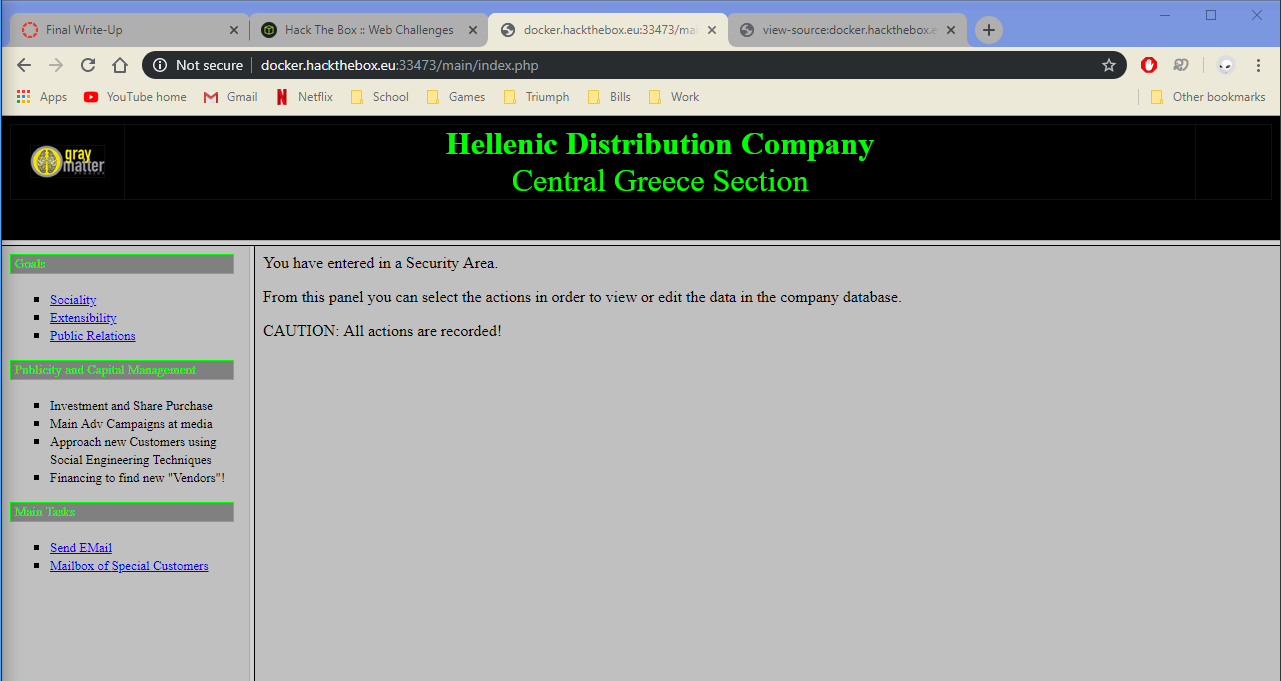 Final Write-Up
Hack The Box :: Web Challenges
docker.hackthebox.eu:33473/mai
view-source:docker.hackthebox.e
Not secure | docker.hackthebox.eu:33473/main/index.php
Apps YouTube home Gmail Netflix School Games Triumph Bills Work Other bookmarks
gray
matter
Hellenic Distribution Company
Central Greece Section
Goals
Sociality
Extensibility
Public Relations
Publicity and Capital Management
Investment and Share Purchase
Main Adv Campaigns at media
Approach new Customers using
Social Engineering Techniques
Financing to find new "Vendors"!
Main Tasks
Send EMail
Mailbox of Special Customers
You have entered in a Security Area.
From this panel you can select the actions in order to view or edit the data in the company database.
CAUTION: All actions are recorded!